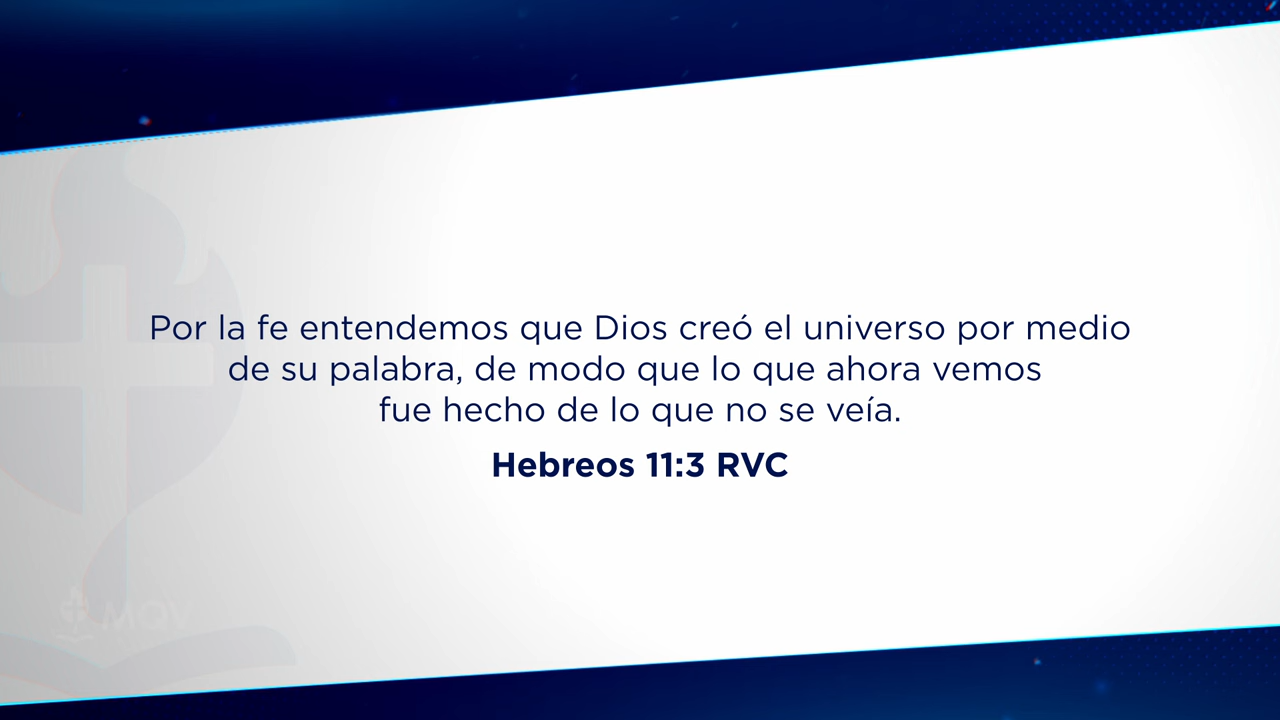 Por la fe entendemos que Dios creó el universo por medio
de su palabra, de modo que lo que ahora vemos
fue hecho de lo que no se veía.
Hebreos 11:3 RVC
MQV